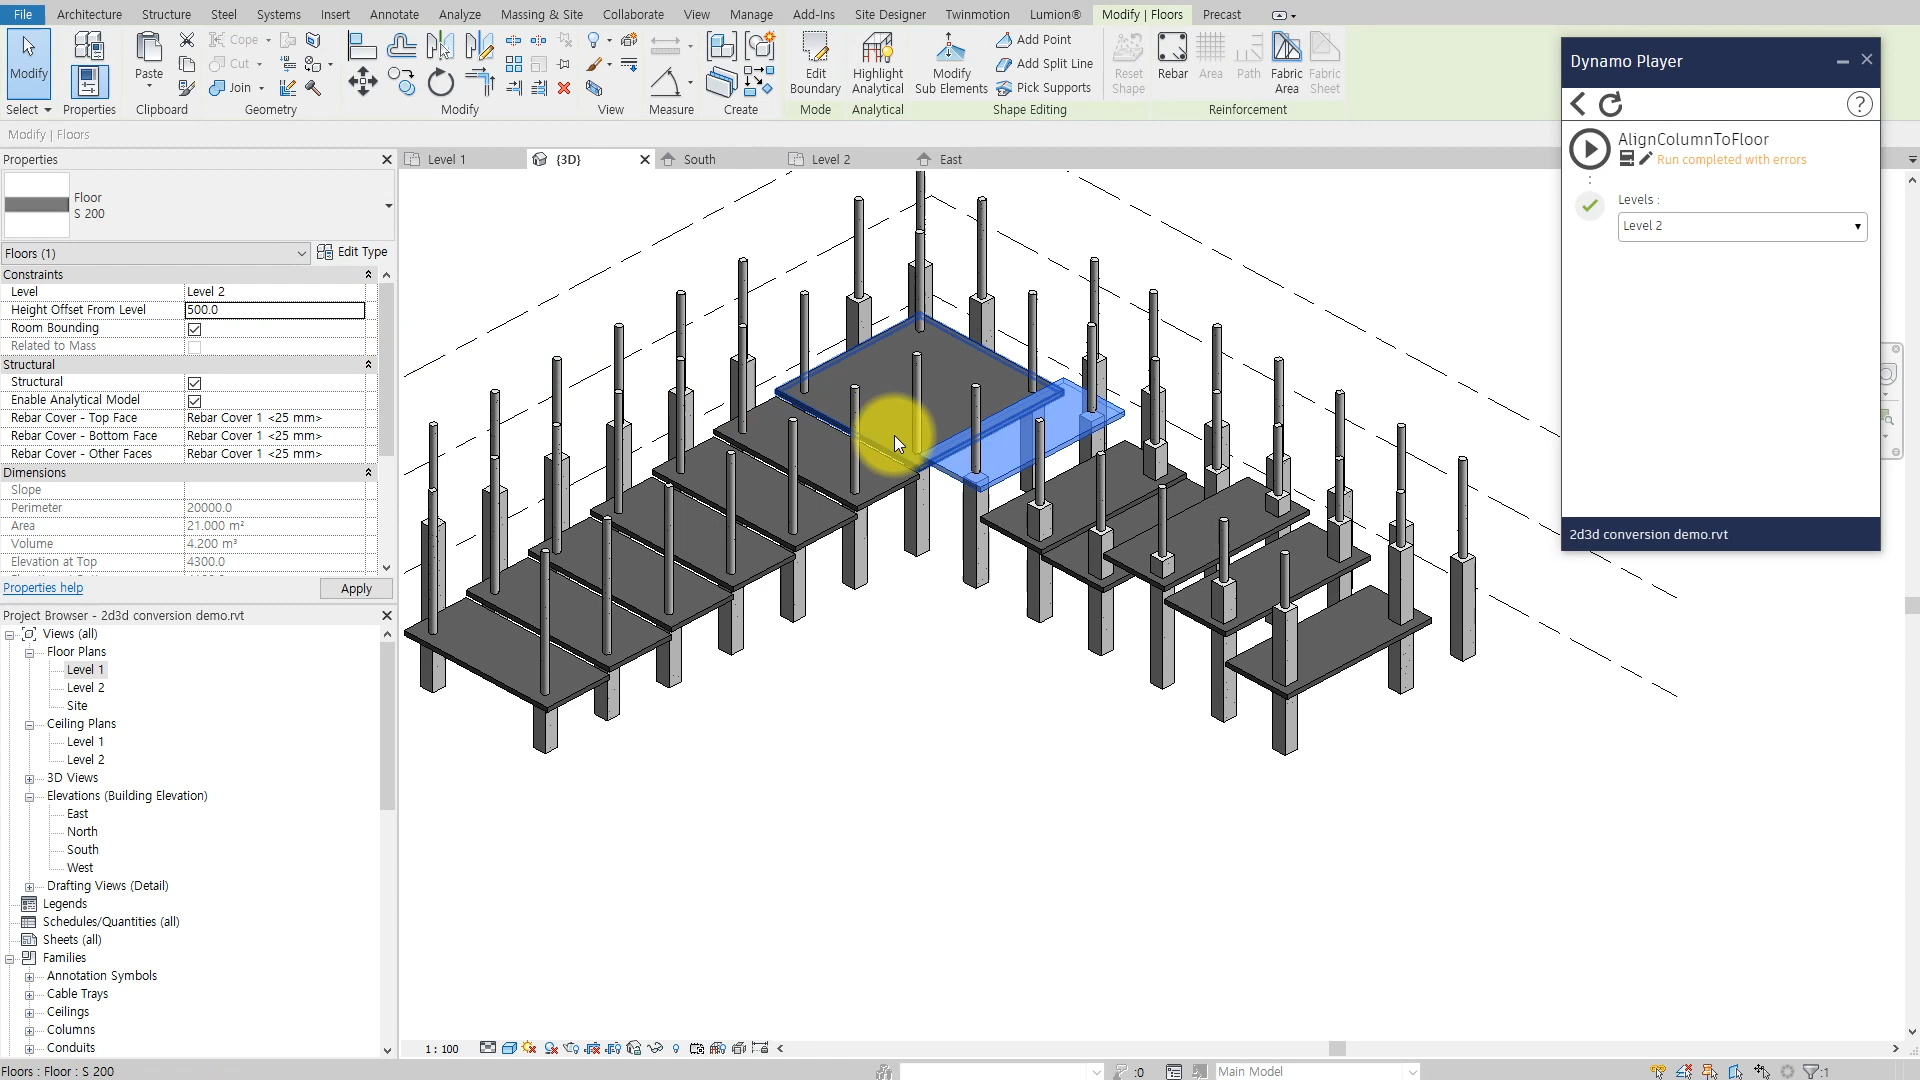 File Architecture Structure Steel Systems Insert Annotate Analyze Massing & Site Collaborate View Manage Add-Ins Site Designer Twinmotion Lumion® Modify | Floors Precast
Modify
Select
Properties
Paste
Clipboard
Cope
Cut
Join
Geometry
Modify
View
Measure
Create
Edit
Boundary
Mode
Highlight
Analytical
Analytical
Modify
Sub Elements
Add Point
Add Split Line
Pick Supports
Shape Editing
Reset
Shape
Rebar
Area
Path
Fabric
Area
Fabric
Sheet
Reinforcement
Modify | Floors
Properties
Floor
S 200
Floors (1)
Edit Type
Constraints
Level Level 2
Height Offset From Level 500.0
Room Bounding
Related to Mass
Structural
Structural
Enable Analytical Model
Rebar Cover - Top Face Rebar Cover 1 <25 mm>
Rebar Cover - Bottom Face Rebar Cover 1 <25 mm>
Rebar Cover - Other Faces Rebar Cover 1 <25 mm>
Dimensions
Slope
Perimeter 20000.0
Area 21.000 m²
Volume 4.200 m³
Elevation at Top 4300.0
Properties help
Apply
Project Browser - 2d3d conversion demo.rvt
Views (all)
Floor Plans
Level 1
Level 2
Site
Ceiling Plans
Level 1
Level 2
3D Views
Elevations (Building Elevation)
East
North
South
West
Drafting Views (Detail)
Legends
Schedules/Quantities (all)
Sheets (all)
Families
Annotation Symbols
Cable Trays
Ceilings
Columns
Conduits
Level 1
{3D}
South
Level 2
East
Dynamo Player
?
AlignColumnToFloor
Run completed with errors
Levels :
Level 2
2d3d conversion demo.rvt
1 : 100
Floors : Floor : S 200
:0
Main Model
:1